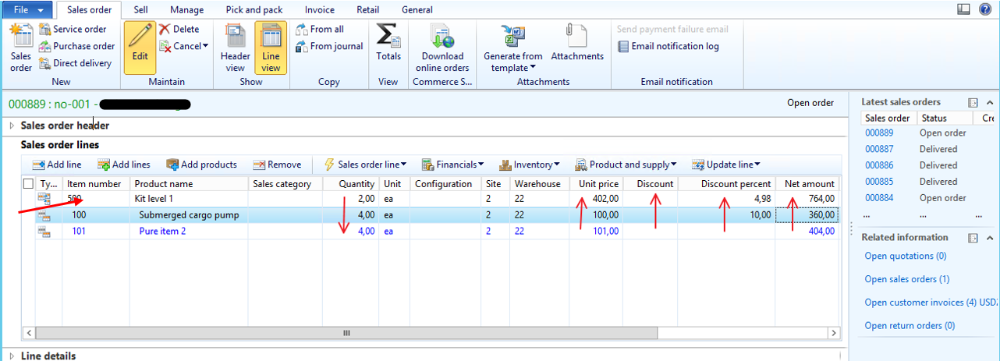 File Sales order Sell Manage Pick and pack Invoice Retail General
Sales order
Service order
Purchase order
Direct delivery
New
Edit
Delete
Cancel
Maintain
Header view
Line view
Show
From all
From journal
Copy
Totals
View
Download online orders
Commerce S...
Generate from template
Attachments
Attachments
Send payment failure email
Email notification log
Email notification
000889 : no-001 -
Open order
Sales order header
Sales order lines
Add line Add lines Add products Remove Sales order line Financials Inventory Product and supply Update line
Ty... Item number Product name Sales category Quantity Unit Configuration Site Warehouse Unit price Discount Discount percent Net amount
Kit level 1 2,00 ea 2 22 402,00 4,98 764,00
100 Submerged cargo pump 4,00 ea 2 22 100,00 10,00 360,00
101 Pure item 2 4,00 ea 2 22 101,00 404,00
Line details
Latest sales orders
Sales order Status Cre
000889 Open order
000887 Delivered
000886 Delivered
000885 Delivered
000884 Open order
... ... ...
Related information
Open quotations (0)
Open sales orders (1)
Open customer invoices (4) USD
Open return orders (0)